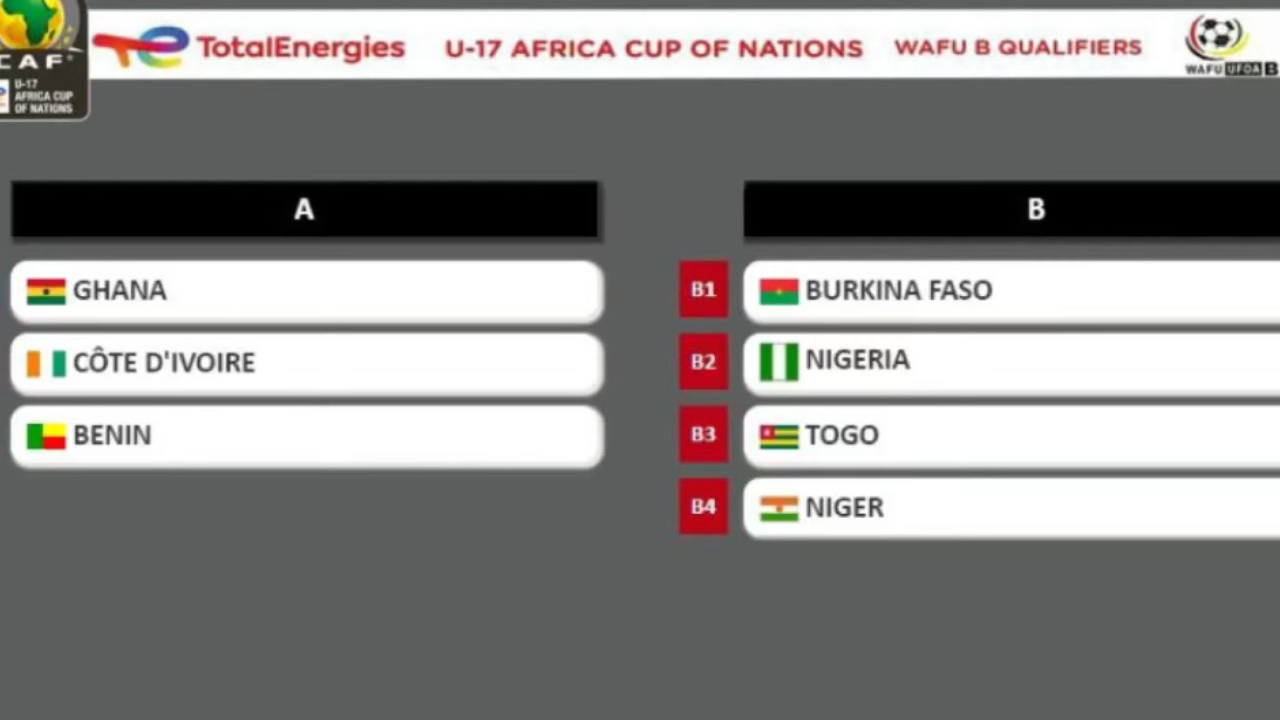 TotalEnergies U-17 AFRICA CUP OF NATIONS WAFU B QUALIFIERS
CAF
U-17
AFRICA CUP
OF NATIONS
WAFU UFOA B
A
GHANA
CÔTE D'IVOIRE
BENIN
B
B1 BURKINA FASO
B2 NIGERIA
B3 TOGO
B4 NIGER